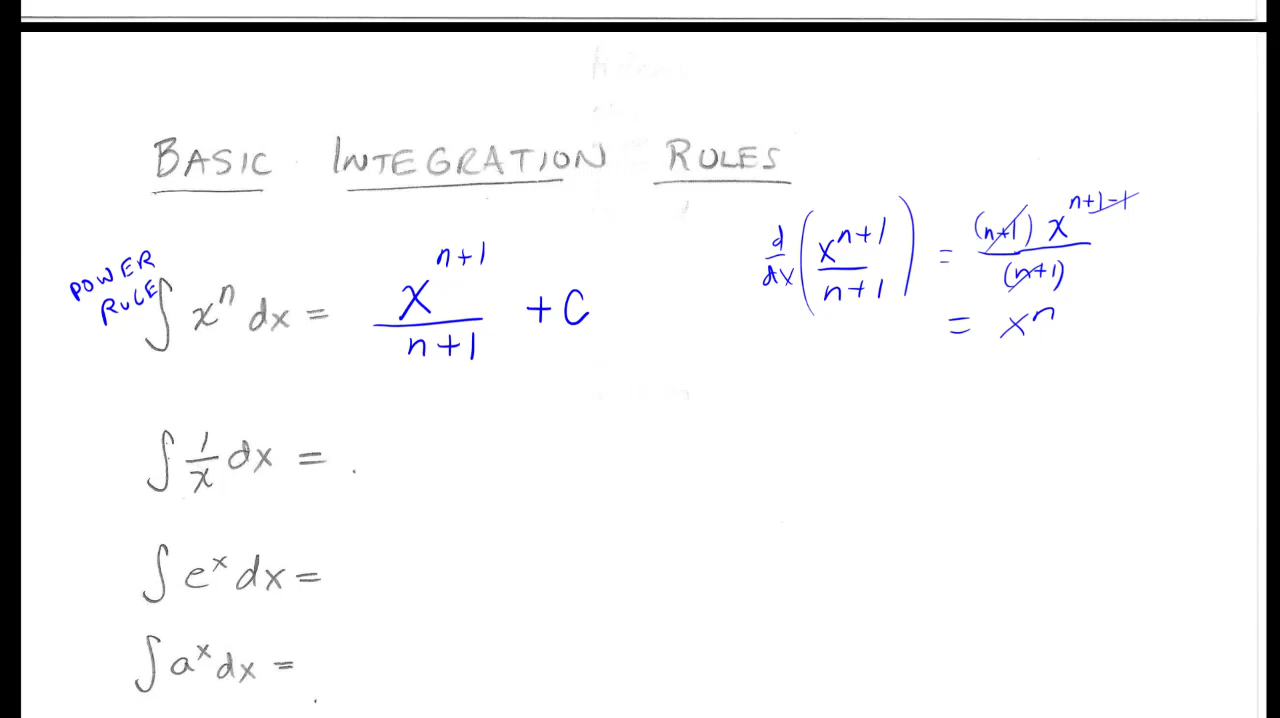 BASIC INTEGRATION RULES
POWER RULE
∫ xⁿ dx = xⁿ⁺¹ / n+1 + C
d/dx ( xⁿ⁺¹ / n+1 ) = (n+1) xⁿ⁺¹⁻¹ / (n+1)
= xⁿ
∫ 1/x dx =
∫ eˣ dx =
∫ aˣ dx =